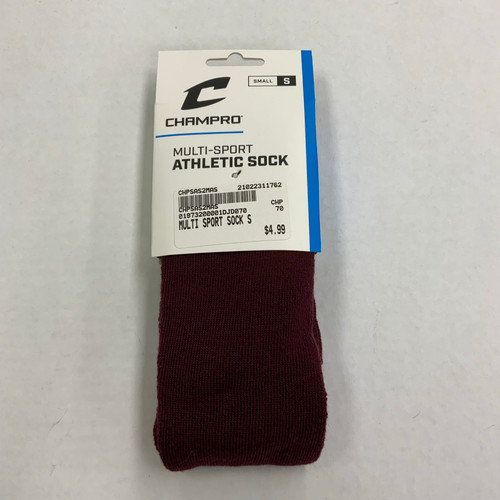 SMALL S
CHAMPRO
MULTI-SPORT
ATHLETIC SOCK
CHPSAS2MAS 21022311762
CHPSAS2MAS CHP
01973200001DJD070 70
MULTI SPORT SOCK S
$4.99